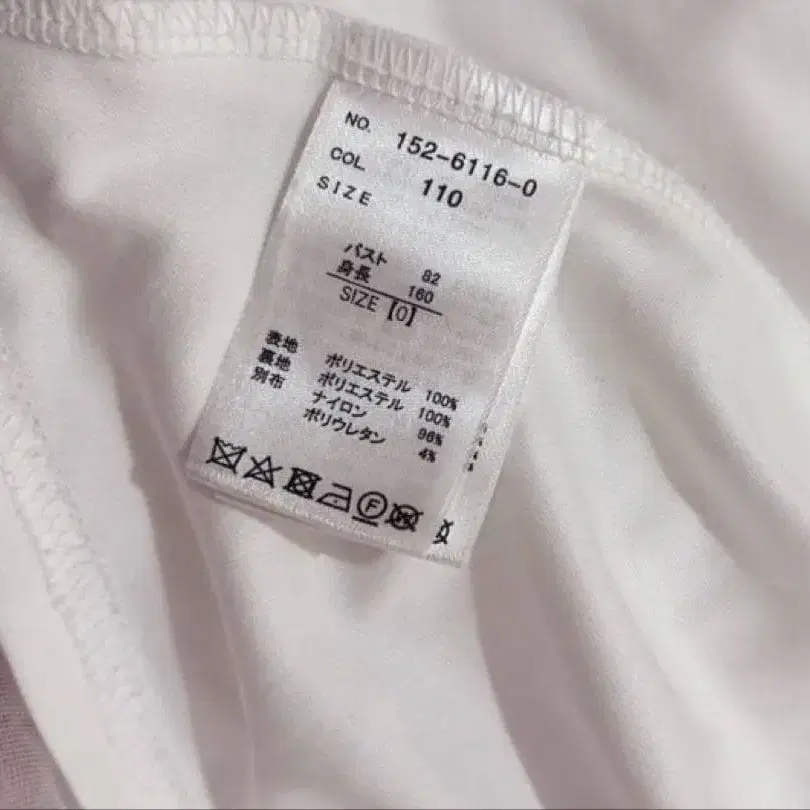 NO. 152-6116-0
COL 110
SIZE
バスト 82
身長 160
SIZE【0】
表地 ポリエステル 100%
裏地 ポリエステル 100%
別布 ナイロン 96%
ポリウレタン 4%
F